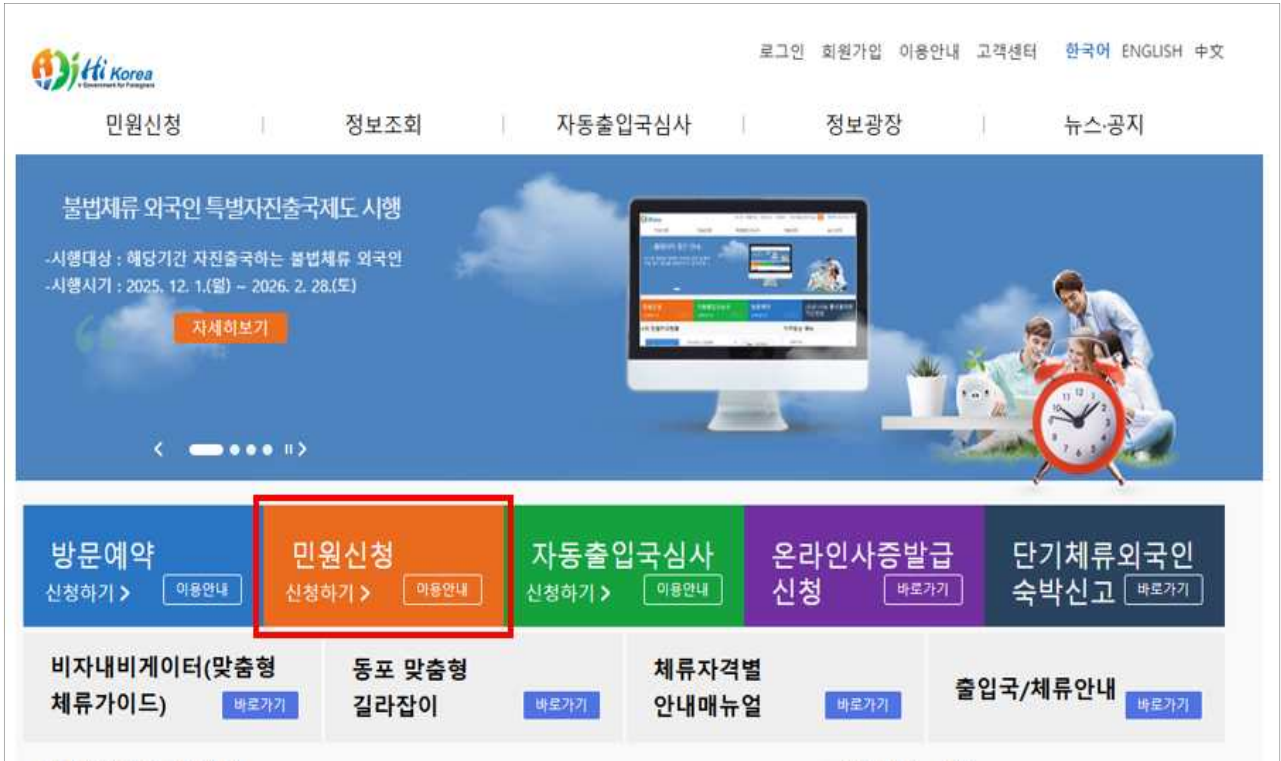 Hi Korea
e-Government for Foreigners
로그인 회원가입 이용안내 고객센터 한국어 ENGLISH 中文
민원신청 정보조회 자동출입국심사 정보광장 뉴스·공지
불법체류 외국인 특별자진출국제도 시행
-시행대상 : 해당기간 자진출국하는 불법체류 외국인
-시행시기 : 2025. 12. 1.(월) ~ 2026. 2. 28.(토)
자세히보기
방문예약
신청하기 > 이용안내
민원신청
신청하기 > 이용안내
자동출입국심사
신청하기 > 이용안내
온라인사증발급
신청 바로가기
단기체류외국인
숙박신고 바로가기
비자내비게이터(맞춤형
체류가이드) 바로가기
동포 맞춤형
길라잡이 바로가기
체류자격별
안내매뉴얼 바로가기
출입국/체류안내 바로가기